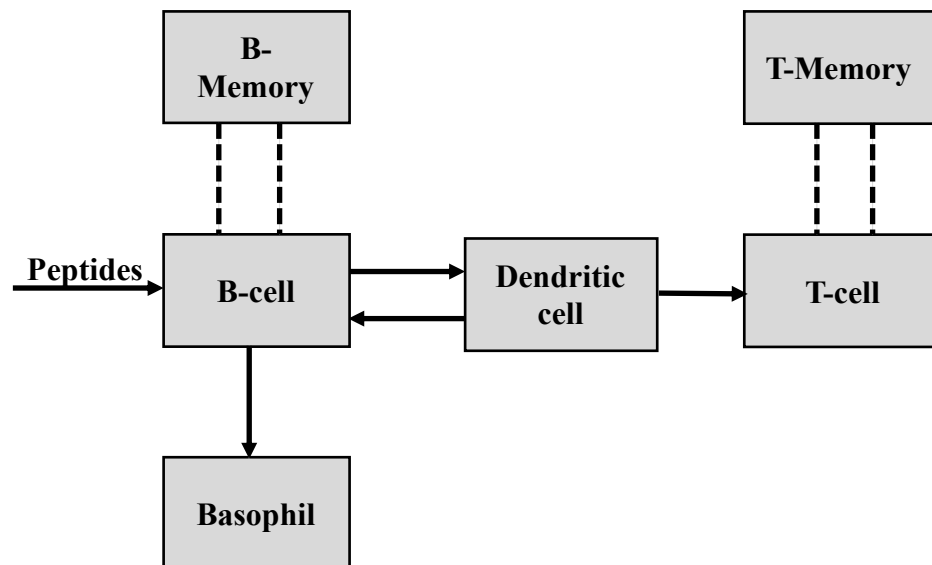 B-
Memory
T-Memory
Peptides
B-cell
Dendritic
cell
T-cell
Basophil